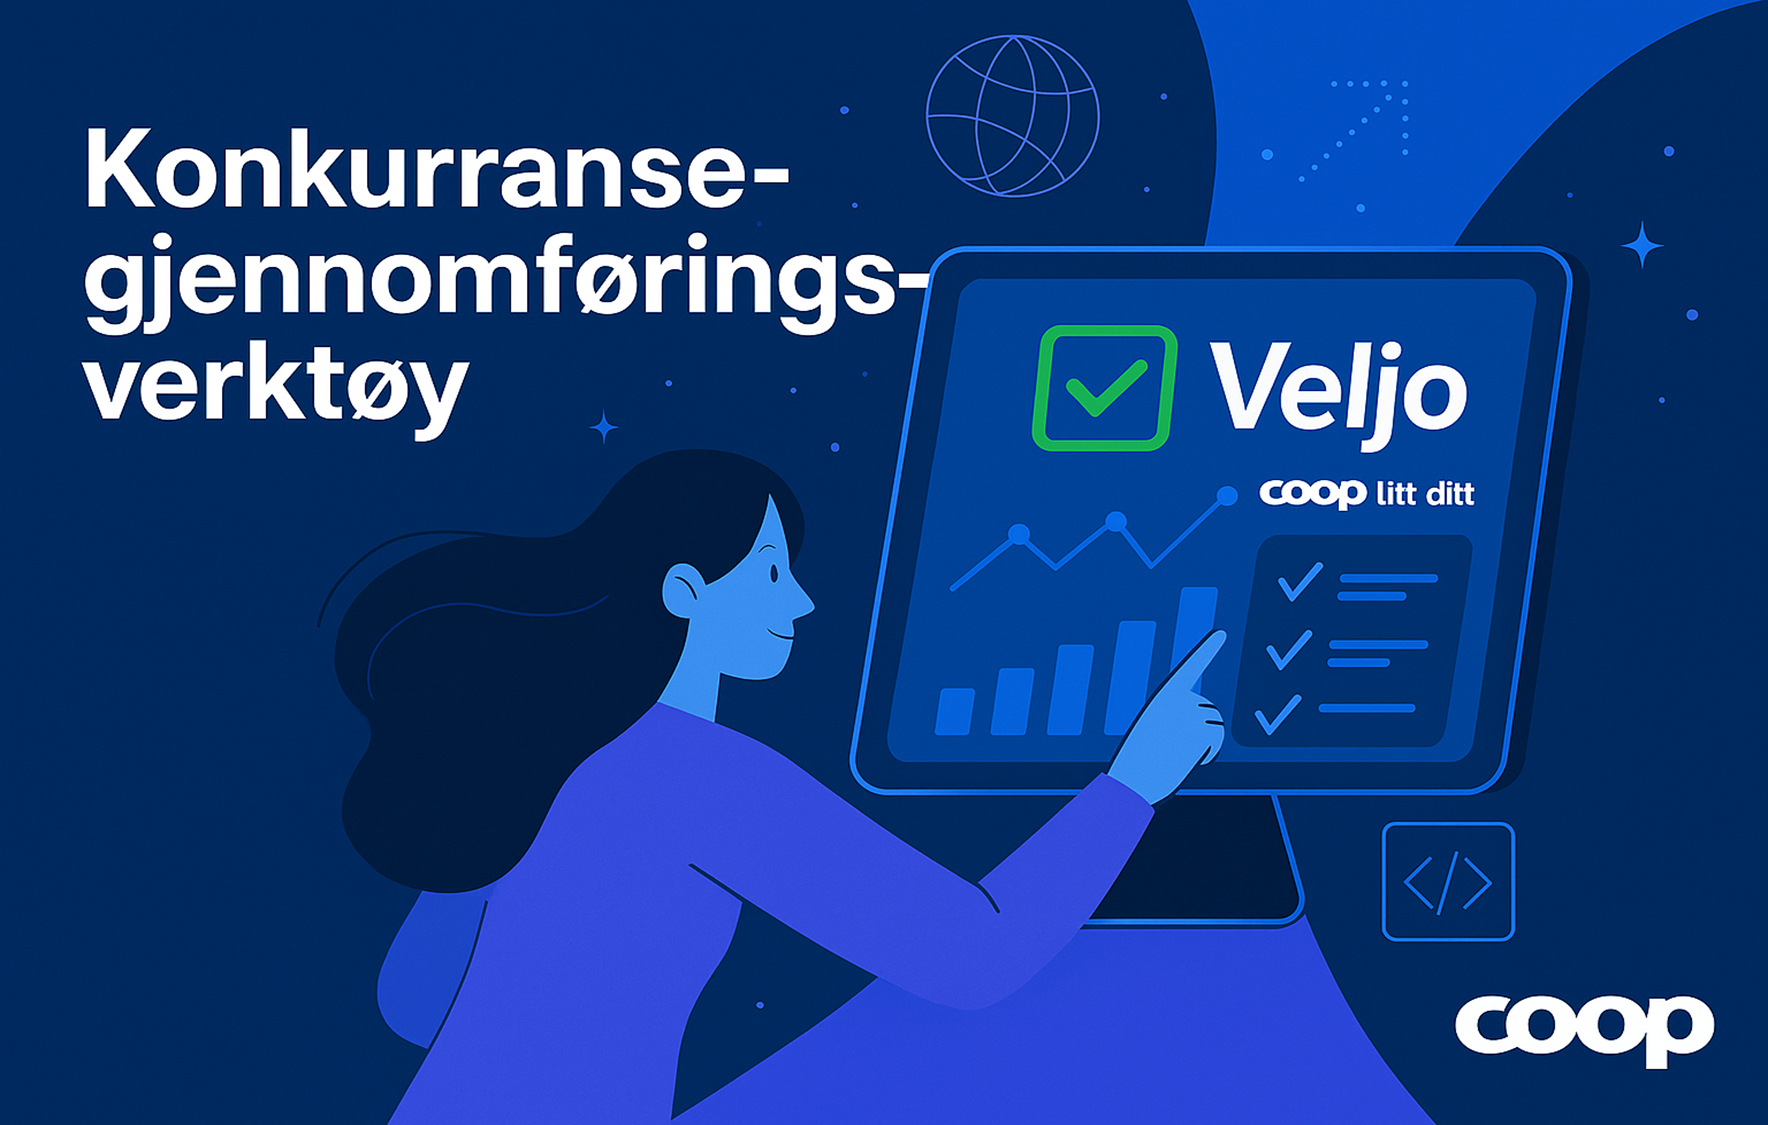 Konkurranse-
gjennomførings-
verktøy
Veljo
coop litt ditt
</>
coop